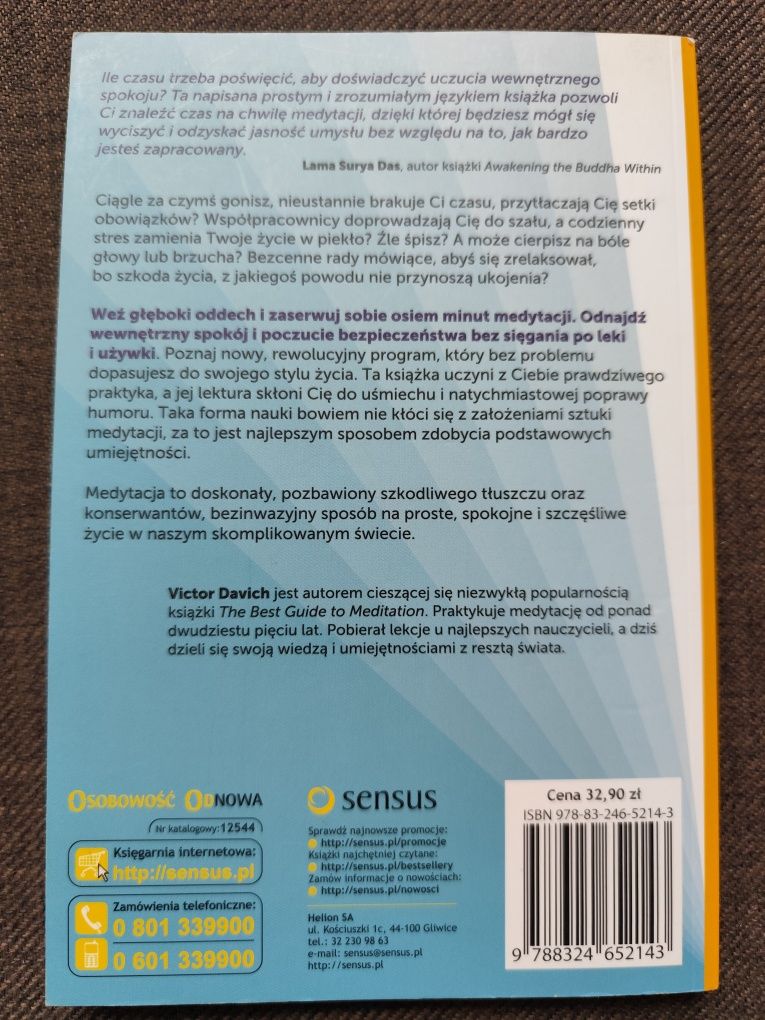 Ile czasu trzeba poświęcić, aby doświadczyć uczucia wewnętrznego
spokoju? Ta napisana prostym i zrozumiałym językiem książka pozwoli
Ci znaleźć czas na chwilę medytacji, dzięki której będziesz mógł się
wyciszyć i odzyskać jasność umysłu bez względu na to, jak bardzo
jesteś zapracowany.
Lama Surya Das, autor książki Awakening the Buddha Within
Ciągle za czymś gonisz, nieustannie brakuje Ci czasu, przytłaczają Cię setki
obowiązków? Współpracownicy doprowadzają Cię do szału, a codzienny
stres zamienia Twoje życie w piekło? Źle śpisz? A może cierpisz na bóle
głowy lub brzucha? Bezcenne rady mówiące, abyś się zrelaksował,
bo szkoda życia, z jakiegoś powodu nie przynoszą ukojenia?
Weź głęboki oddech i zaserwuj sobie osiem minut medytacji. Odnajdź
wewnętrzny spokój i poczucie bezpieczeństwa bez sięgania po leki
i używki. Poznaj nowy, rewolucyjny program, który bez problemu
dopasujesz do swojego stylu życia. Ta książka uczyni z Ciebie prawdziwego
praktyka, a jej lektura skłoni Cię do uśmiechu i natychmiastowej poprawy
humoru. Taka forma nauki bowiem nie kłóci się z założeniami sztuki
medytacji, za to jest najlepszym sposobem zdobycia podstawowych
umiejętności.
Medytacja to doskonały, pozbawiony szkodliwego tłuszczu oraz
konserwantów, bezinwazyjny sposób na proste, spokojne i szczęśliwe
życie w naszym skomplikowanym świecie.
Victor Davich jest autorem cieszącej się niezwykłą popularnością
książki The Best Guide to Meditation. Praktykuje medytację od ponad
dwudziestu pięciu lat. Pobierał lekcje u najlepszych nauczycieli, a dziś
dzieli się swoją wiedzą i umiejętnościami z resztą świata.
OSOBOWOŚĆ ODNOWA
Nr katalogowy: 12544
Księgarnia internetowa:
http://sensus.pl
Zamówienia telefoniczne:
0 801 339900
0 601 339900
sensus
Sprawdź najnowsze promocje:
http://sensus.pl/promocje
Książki najchętniej czytane:
http://sensus.pl/bestsellery
Zamów informacje o nowościach:
http://sensus.pl/nowosci
Helion SA
ul. Kościuszki 1c, 44-100 Gliwice
tel.: 32 230 98 63
e-mail: sensus@sensus.pl
http://sensus.pl
Cena 32,90 zł
ISBN 978-83-246-5214-3
9 788324 652143